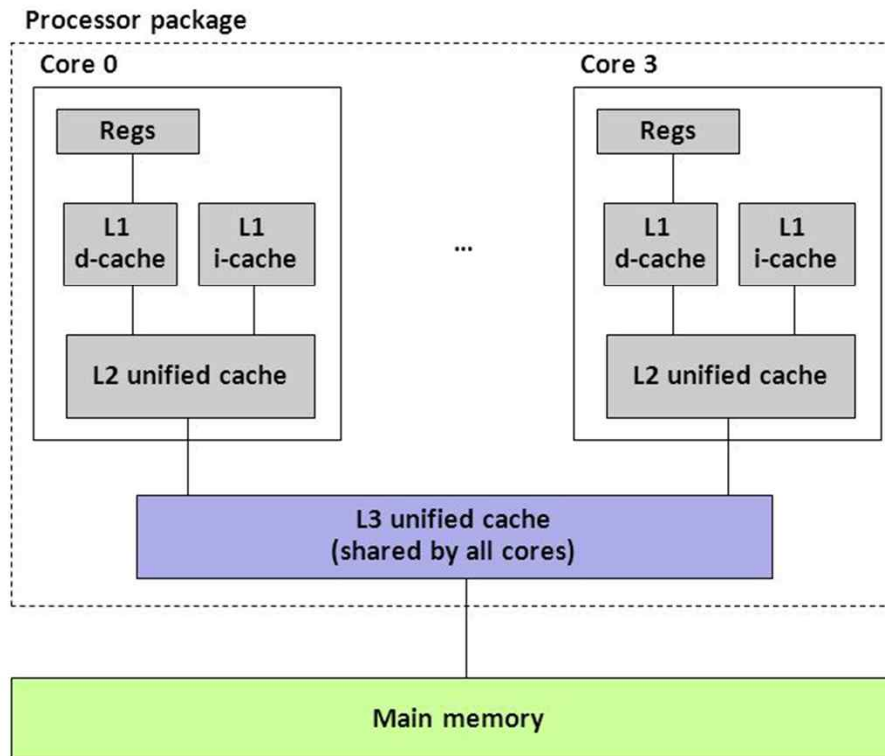 Processor package
Core 0
Regs
L1
d-cache
L1
i-cache
L2 unified cache
...
Core 3
Regs
L1
d-cache
L1
i-cache
L2 unified cache
L3 unified cache
(shared by all cores)
Main memory